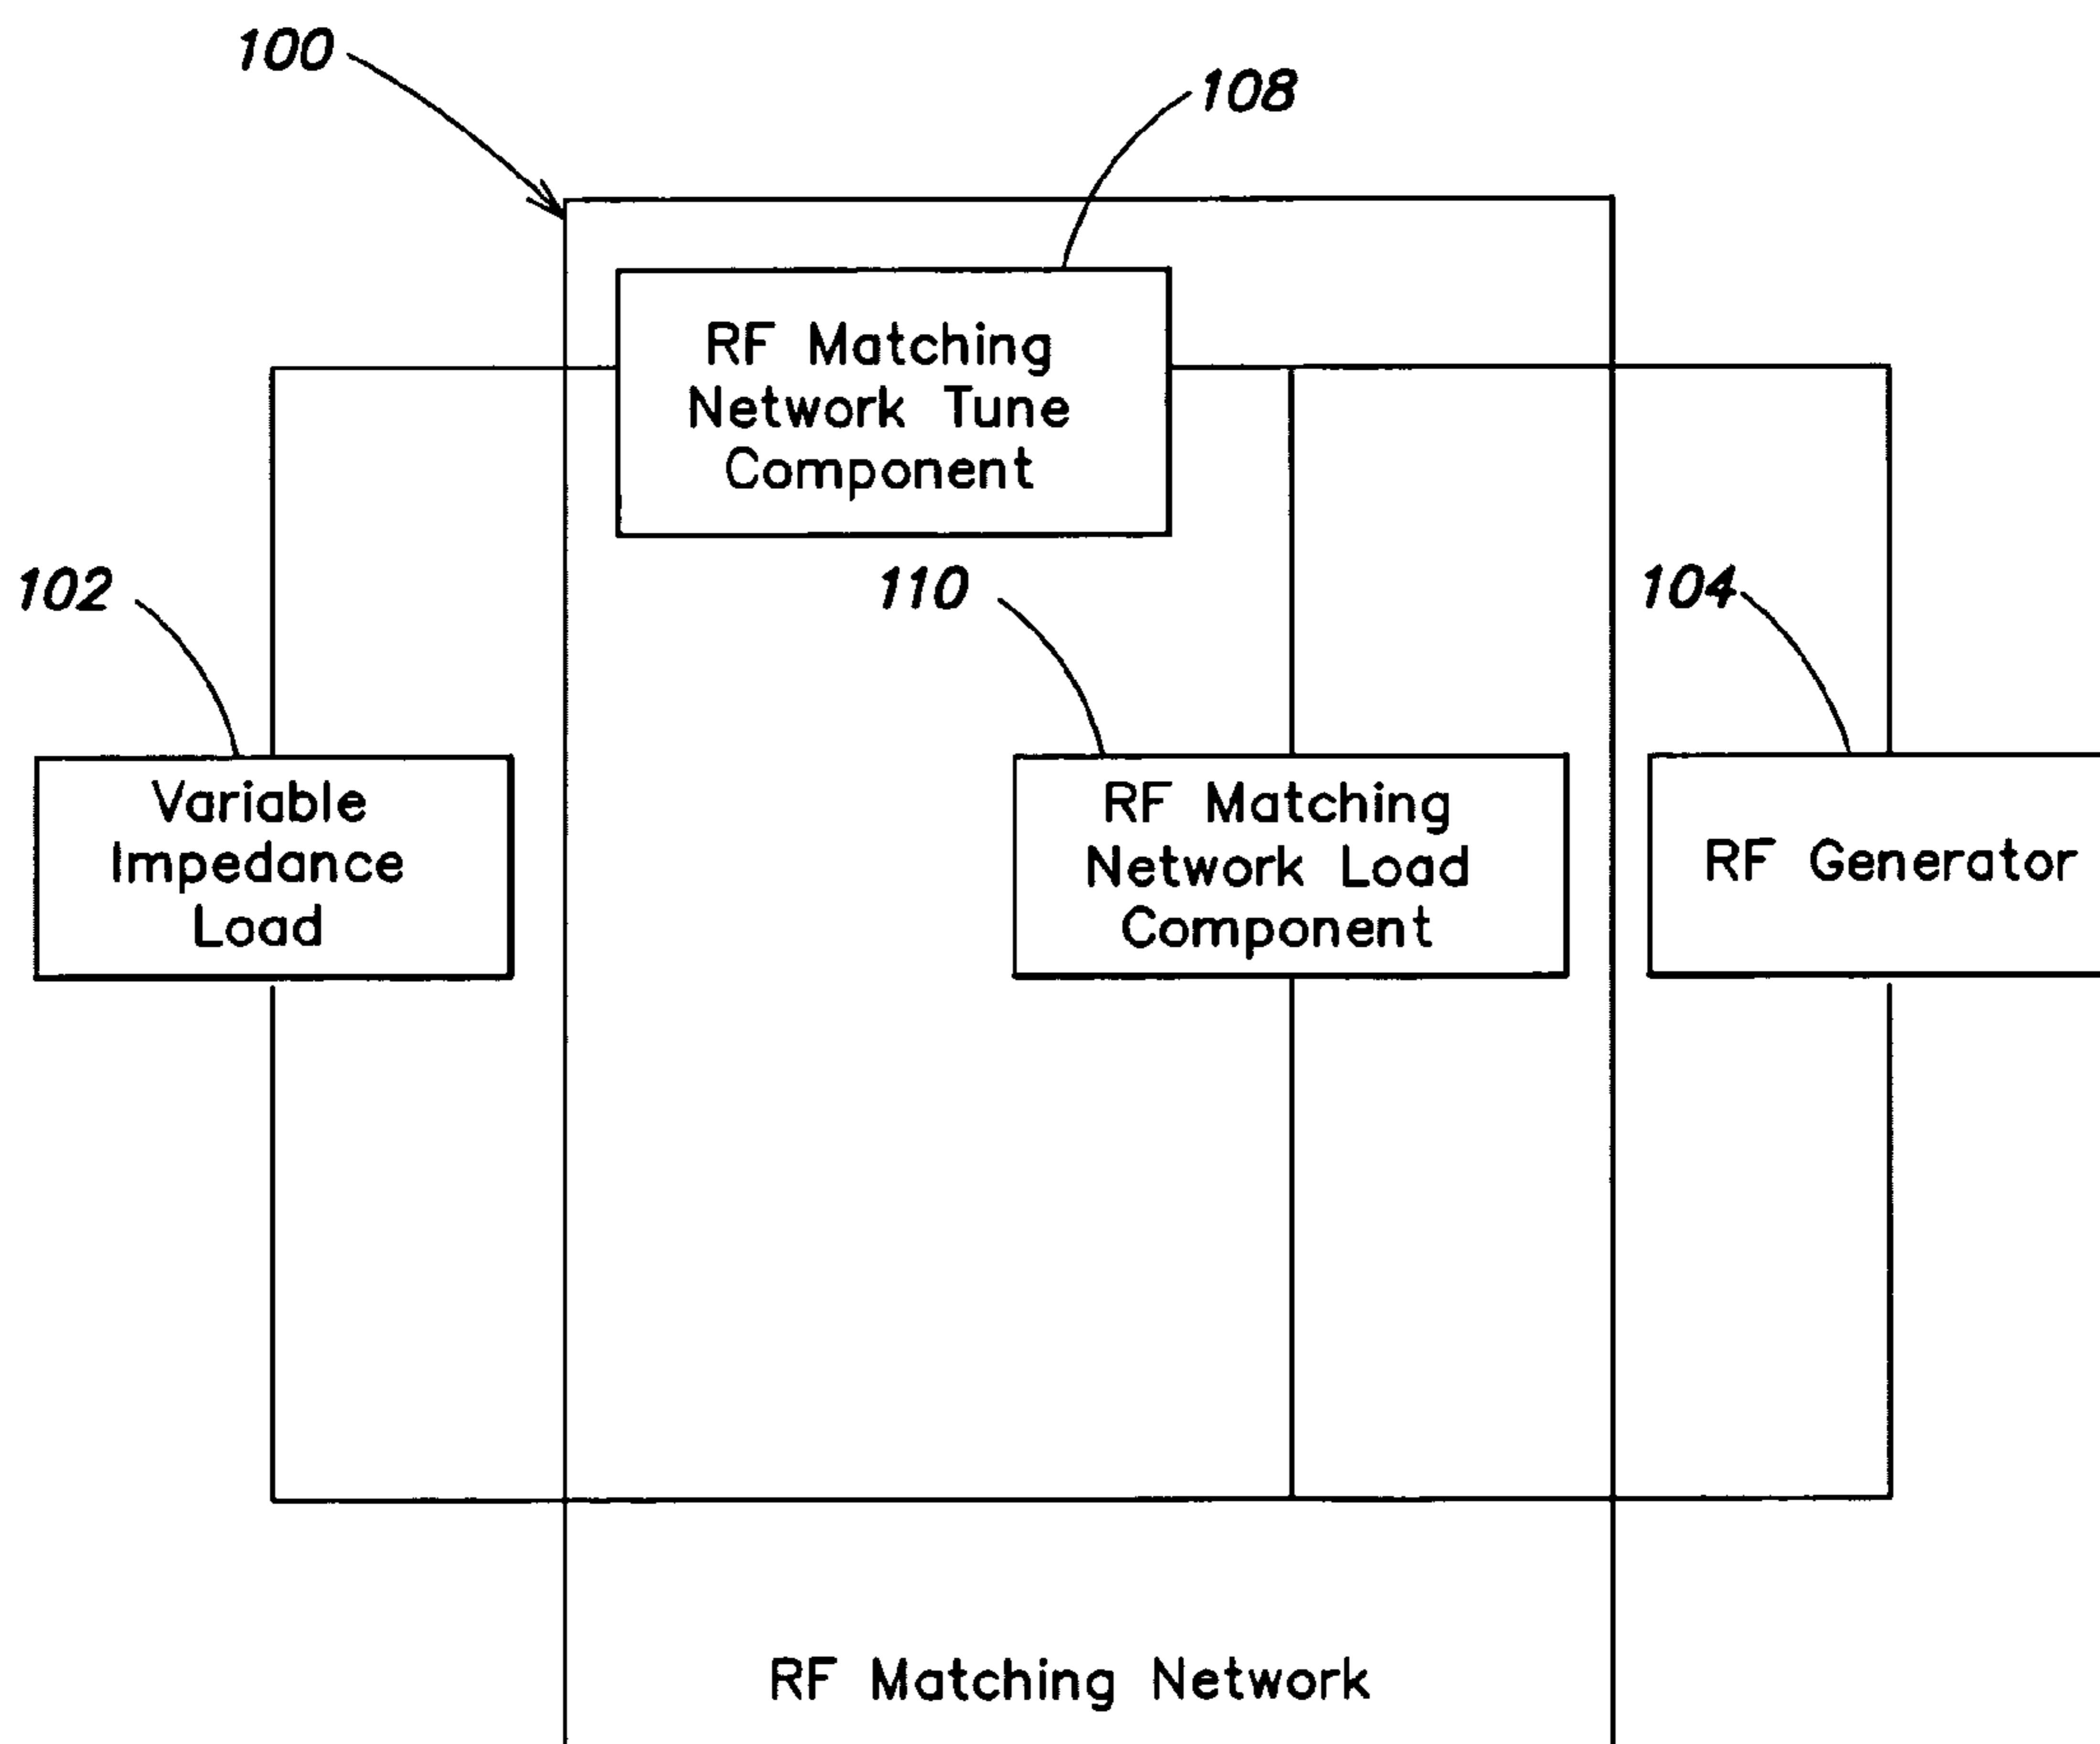 100
108
RF Matching
Network Tune
Component
102
110
104
Variable
Impedance
Load
RF Matching
Network Load
Component
RF Generator
RF Matching Network